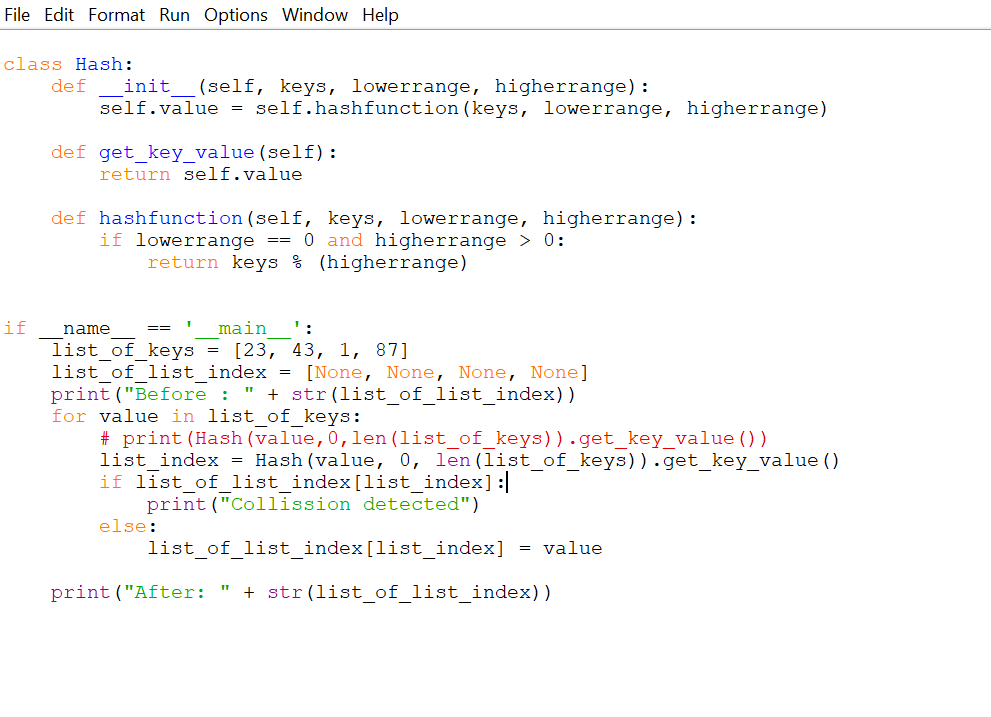 File Edit Format Run Options Window Help
class Hash:
    def __init__(self, keys, lowerrange, higherrange):
        self.value = self.hashfunction(keys, lowerrange, higherrange)
    def get_key_value(self):
        return self.value
    def hashfunction(self, keys, lowerrange, higherrange):
        if lowerrange == 0 and higherrange > 0:
            return keys % (higherrange)
if __name__ == '__main__':
    list_of_keys = [23, 43, 1, 87]
    list_of_list_index = [None, None, None, None]
    print("Before : " + str(list_of_list_index))
    for value in list_of_keys:
        # print(Hash(value,0,len(list_of_keys)).get_key_value())
        list_index = Hash(value, 0, len(list_of_keys)).get_key_value()
        if list_of_list_index[list_index]:
            print("Collission detected")
        else:
            list_of_list_index[list_index] = value
    print("After: " + str(list_of_list_index))